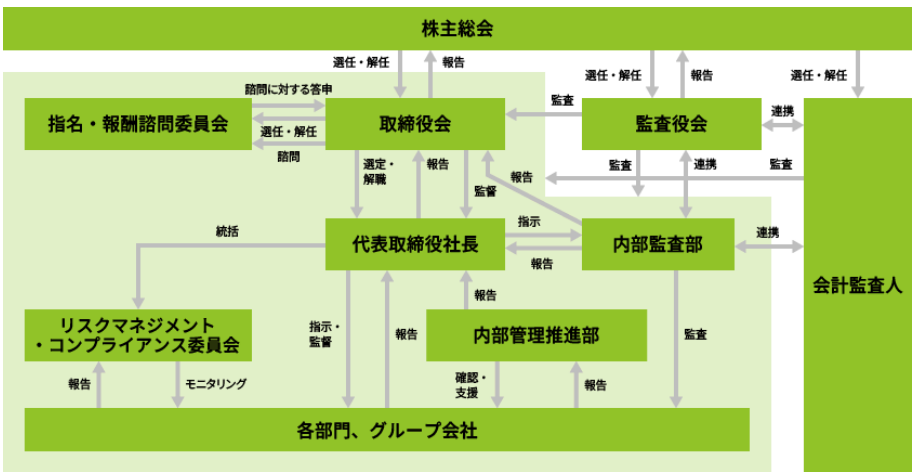 株主総会
選任・解任
報告
選任・解任
報告
選任・解任
諮問に対する答申
指名・報酬諮問委員会
選任・解任
諮問
取締役会
監査
監査役会
連携
選定・
解職
報告
監督
報告
監査
連携
監査
統括
代表取締役社長
指示
報告
内部監査部
連携
会計監査人
リスクマネジメント
・コンプライアンス委員会
指示・
監督
報告
報告
内部管理推進部
監査
報告
モニタリング
確認・
支援
報告
各部門、グループ会社